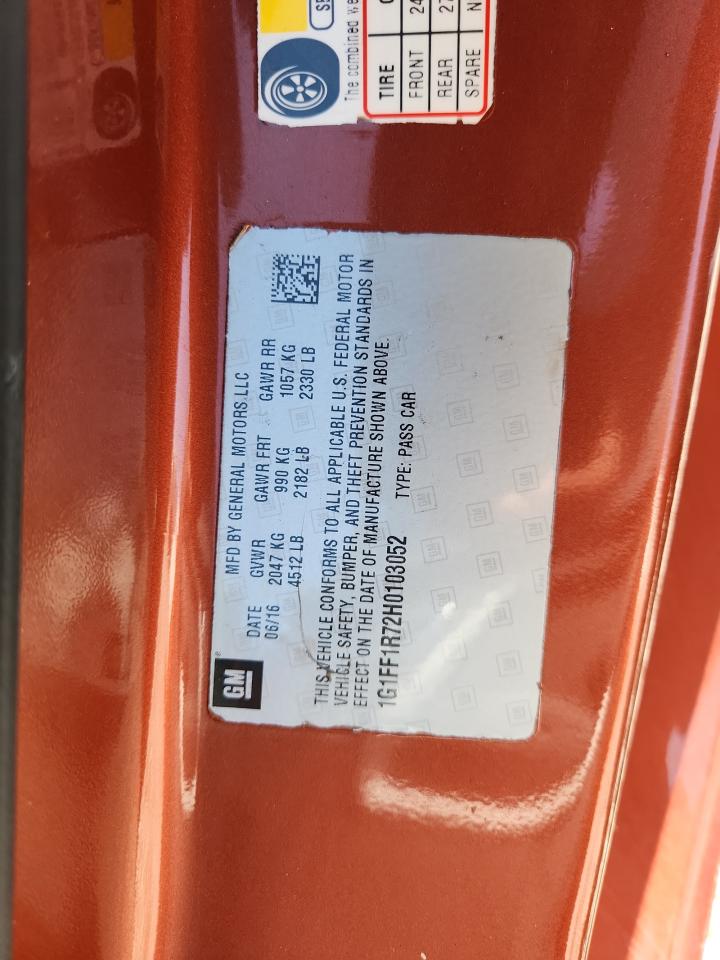 GM
MFD BY GENERAL MOTORS LLC
DATE GVWR GAWR FRT GAWR RR
06/16 2047 KG 990 KG 1057 KG
4512 LB 2182 LB 2330 LB
THIS VEHICLE CONFORMS TO ALL APPLICABLE U.S. FEDERAL MOTOR
VEHICLE SAFETY, BUMPER, AND THEFT PREVENTION STANDARDS IN
EFFECT ON THE DATE OF MANUFACTURE SHOWN ABOVE.
1G1FF1R72H0103052 TYPE: PASS CAR
The combined
TIRE
FRONT 24
REAR 27
SPARE N